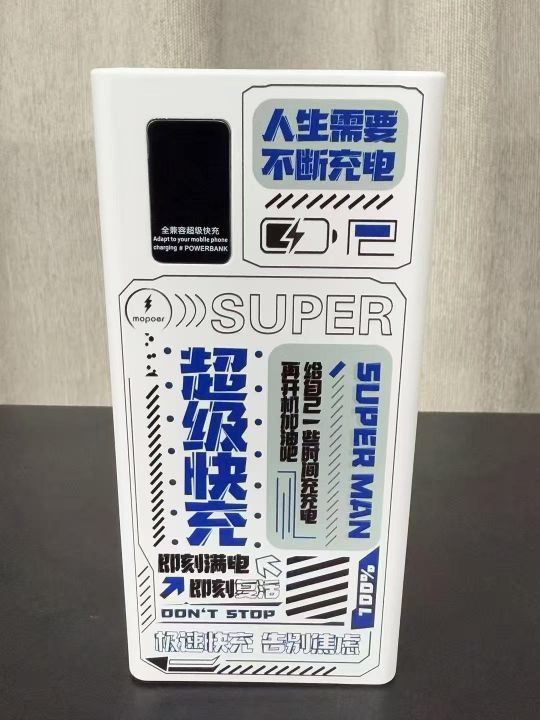 人生需要
不断充电
全兼容超级快充
Adapt to your mobile phone
charging # POWERBANK
mopoer
SUPER
超级快充
给自己一些时间充充电
再开机加油吧
SUPER MAN
即刻满电
即刻复活
DON'T STOP
100%
极速快充 告别焦虑